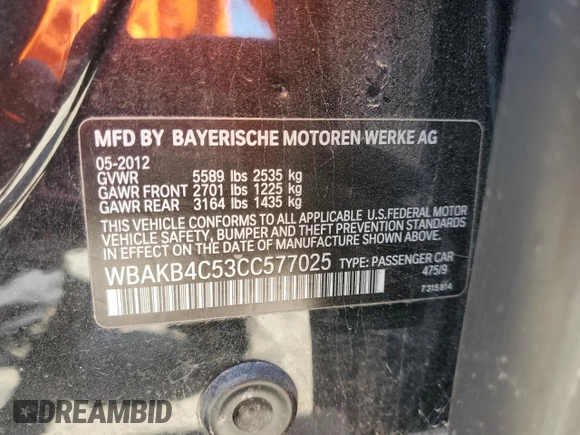 MFD BY BAYERISCHE MOTOREN WERKE AG
05-2012
GVWR 5589 lbs 2535 kg
GAWR FRONT 2701 lbs 1225 kg
GAWR REAR 3164 lbs 1435 kg
THIS VEHICLE CONFORMS TO ALL APPLICABLE U.S.FEDERAL MOTOR
VEHICLE SAFETY, BUMPER AND THEFT PREVENTION STANDARDS
IN EFFECT ON THE DATE OF MANUFACTURE SHOWN ABOVE.
WBAKB4C53CC577025 TYPE: PASSENGER CAR
475/9
7315814
DREAMBID